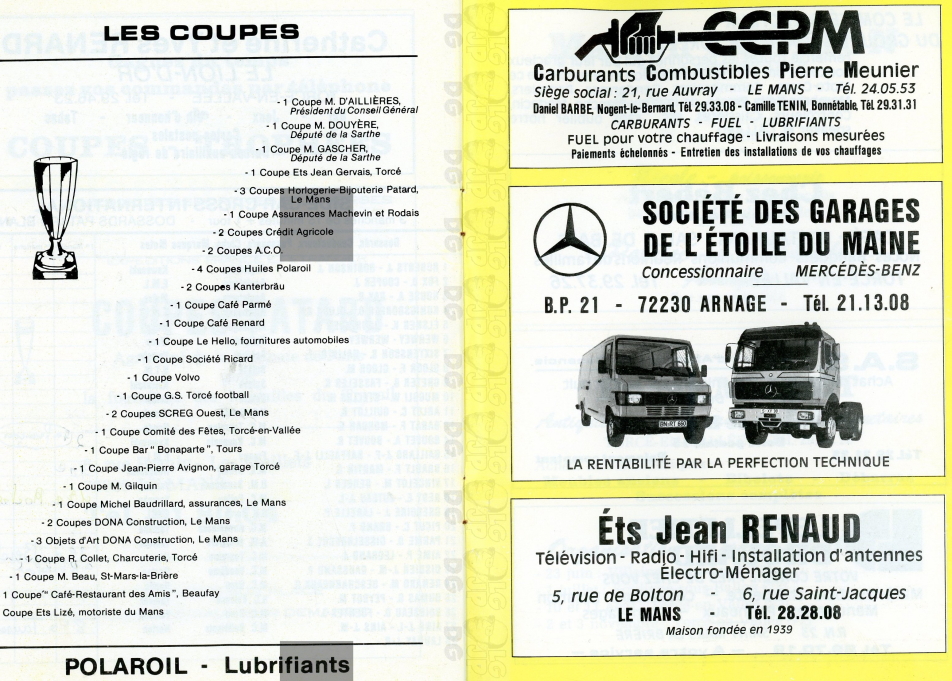 LES COUPES
- 1 Coupe M. D'AILLIÈRES,
Président du Conseil Général
- 1 Coupe M. DOUYÈRE,
Député de la Sarthe
- 1 Coupe M. GASCHER,
Député de la Sarthe
- 1 Coupe Ets Jean Gervais, Torcé
- 3 Coupes Horlogerie-Bijouterie Patard,
Le Mans
- 1 Coupe Assurances Machevin et Rodais
- 2 Coupes Crédit Agricole
- 2 Coupes A.C.O.
- 4 Coupes Huiles Polaroil
- 2 Coupes Kanterbräu
- 1 Coupe Café Parmé
- 1 Coupe Café Renard
- 1 Coupe Le Hello, fournitures automobiles
- 1 Coupe Société Ricard
- 1 Coupe Volvo
- 1 Coupe G.S. Torcé football
- 2 Coupes SCREG Ouest, Le Mans
- 1 Coupe Comité des Fêtes, Torcé-en-Vallée
- 1 Coupe Bar "Bonaparte", Tours
- 1 Coupe Jean-Pierre Avignon, garage Torcé
- 1 Coupe M. Gilquin
- 1 Coupe Michel Baudrillard, assurances, Le Mans
- 2 Coupes DONA Construction, Le Mans
- 3 Objets d'Art DONA Construction, Le Mans
- 1 Coupe R. Collet, Charcuterie, Torcé
- 1 Coupe M. Beau, St-Mars-la-Brière
1 Coupe "Café-Restaurant des Amis", Beaufay
Coupe Ets Lizé, motoriste du Mans
POLAROIL - Lubrifiants
CCPM
Carburants Combustibles Pierre Meunier
Siège social : 21, rue Auvray - LE MANS - Tél. 24.05.53
Daniel BARBE, Nogent-le-Bernard, Tél. 29.33.08 - Camille TENIN, Bonnétable, Tél. 29.31.31
CARBURANTS - FUEL - LUBRIFIANTS
FUEL pour votre chauffage - Livraisons mesurées
Paiements échelonnés - Entretien des installations de vos chauffages
SOCIÉTÉ DES GARAGES
DE L'ÉTOILE DU MAINE
Concessionnaire MERCÉDÈS-BENZ
B.P. 21 - 72230 ARNAGE - Tél. 21.13.08
LA RENTABILITÉ PAR LA PERFECTION TECHNIQUE
Éts Jean RENAUD
Télévision - Radio - Hifi - Installation d'antennes
Électro-Ménager
5, rue de Bolton - 6, rue Saint-Jacques
LE MANS Tél. 28.28.08
Maison fondée en 1939